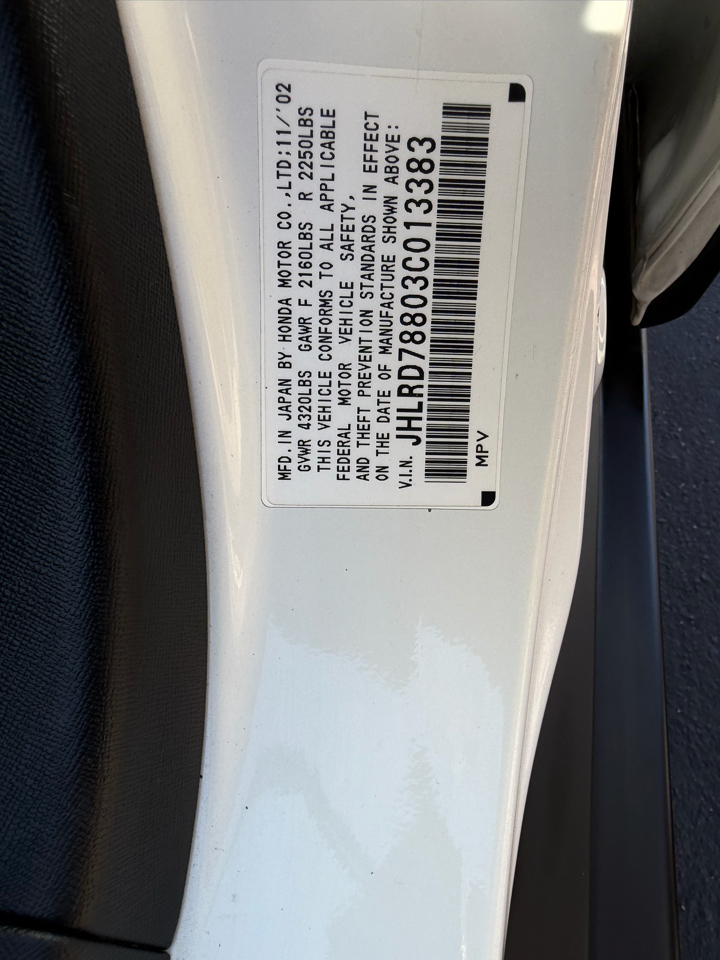 MFD. IN JAPAN BY HONDA MOTOR CO.,LTD:11/'02
GVWR 4320LBS GAWR F 2160LBS R 2250LBS
THIS VEHICLE CONFORMS TO ALL APPLICABLE
FEDERAL MOTOR VEHICLE SAFETY,
AND THEFT PREVENTION STANDARDS IN EFFECT
ON THE DATE OF MANUFACTURE SHOWN ABOVE:
V.I.N. JHLRD78803C013383
MPV